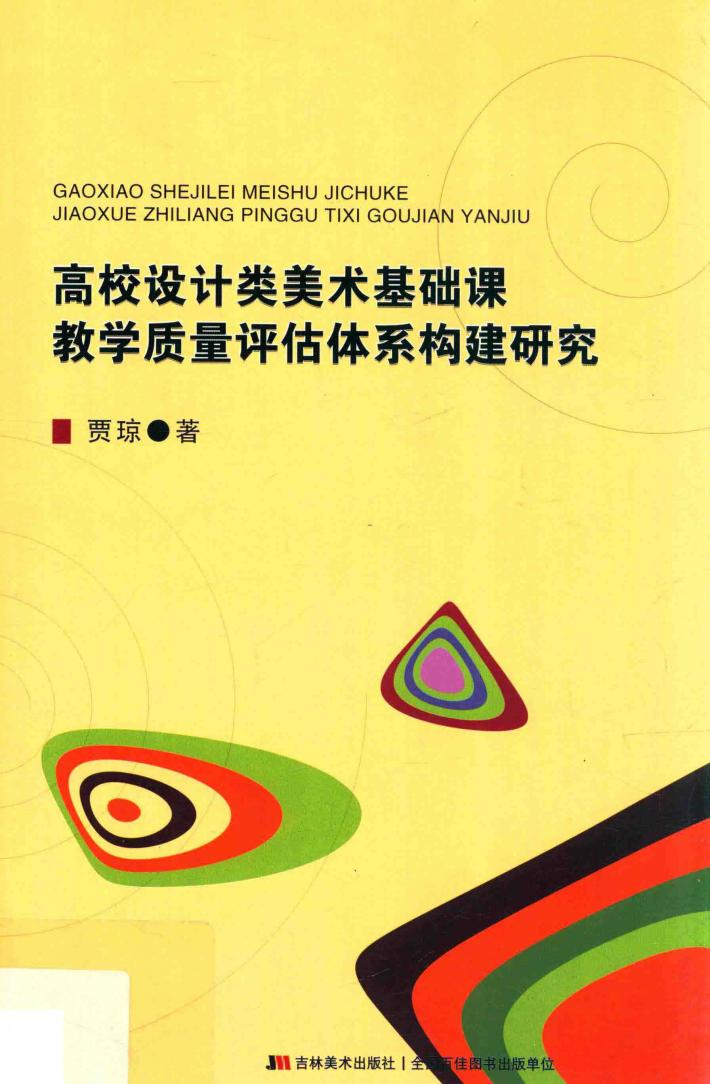 GAOXIAO SHEJILEI MEISHU JICHUKE
JIAOXUE ZHILIANG PINGGU TIXI GOUJIAN YANJIU
高校设计类美术基础课
教学质量评估体系构建研究
贾琼●著
吉林美术出版社 | 全国百佳图书出版单位